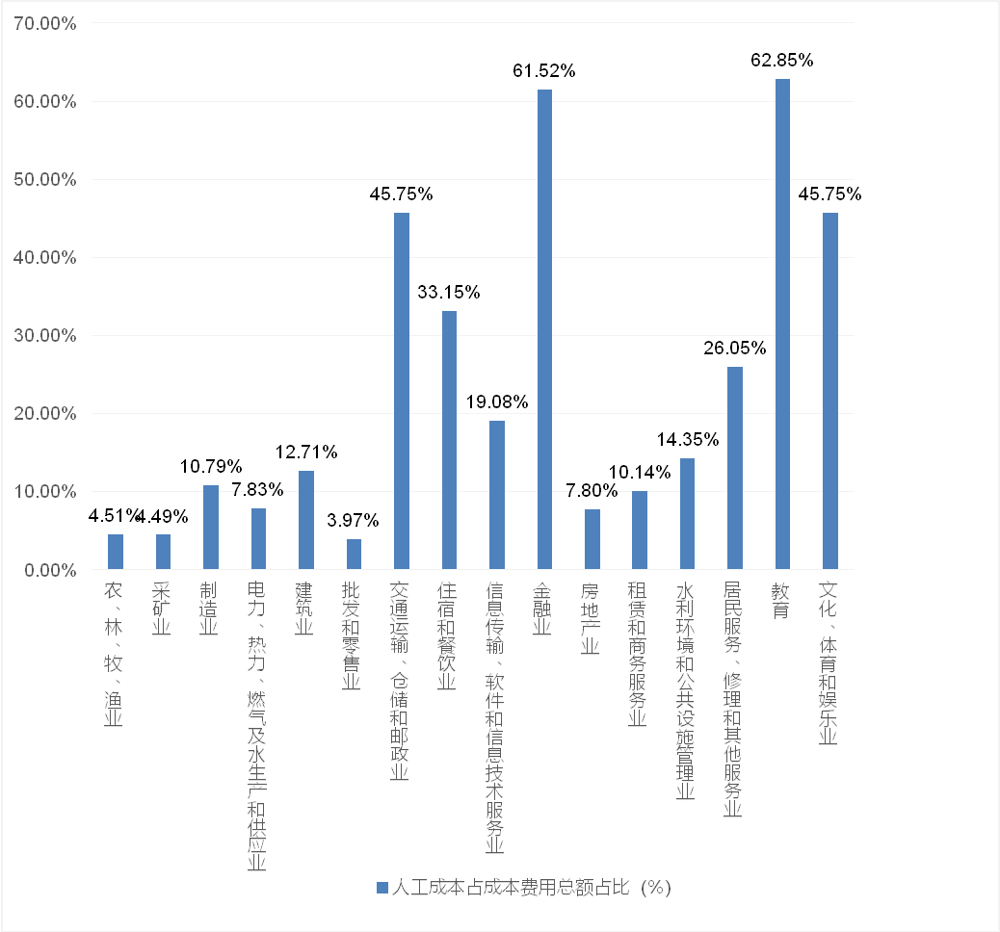 70.00%
60.00%
50.00%
40.00%
30.00%
20.00%
10.00%
0.00%
4.51%
4.49%
10.79%
7.83%
12.71%
3.97%
45.75%
33.15%
19.08%
61.52%
7.80%
10.14%
14.35%
26.05%
62.85%
45.75%
农、林、牧、渔业
采矿业
制造业
电力、热力、燃气及水生产和供应业
建筑业
批发和零售业
交通运输、仓储和邮政业
住宿和餐饮业
信息传输、软件和信息技术服务业
金融业
房地产业
租赁和商务服务业
水利环境和公共设施管理业
居民服务、修理和其他服务业
教育
文化、体育和娱乐业
人工成本占成本费用总额占比(%)